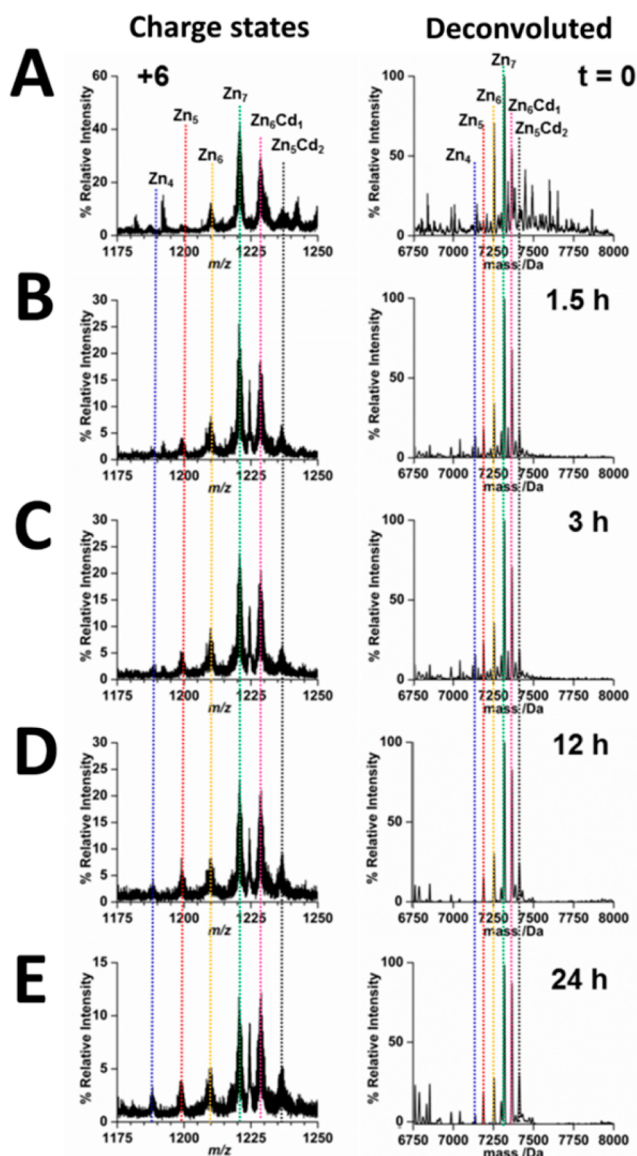 Charge states
Deconvoluted
A
+6
Zn4
Zn5
Zn6
Zn7
Zn6Cd1
Zn5Cd2
60
40
20
0
% Relative Intensity
1175 1200 1225 1250
m/z
t = 0
Zn4
Zn5
Zn6
Zn7
Zn6Cd1
Zn5Cd2
100
50
0
% Relative Intensity
6750 7000 7250 7500 7750 8000
mass /Da
B
30
25
20
15
10
5
0
% Relative Intensity
1175 1200 1225 1250
m/z
1.5 h
100
50
0
% Relative Intensity
6750 7000 7250 7500 7750 8000
mass /Da
C
30
25
20
15
10
5
0
% Relative Intensity
1175 1200 1225 1250
m/z
3 h
100
50
0
% Relative Intensity
6750 7000 7250 7500 7750 8000
mass /Da
D
30
25
20
15
10
5
0
% Relative Intensity
1175 1200 1225 1250
m/z
12 h
100
50
0
% Relative Intensity
6750 7000 7250 7500 7750 8000
mass /Da
E
15
10
5
0
% Relative Intensity
1175 1200 1225 1250
m/z
24 h
100
50
0
% Relative Intensity
6750 7000 7250 7500 7750 8000
mass /Da